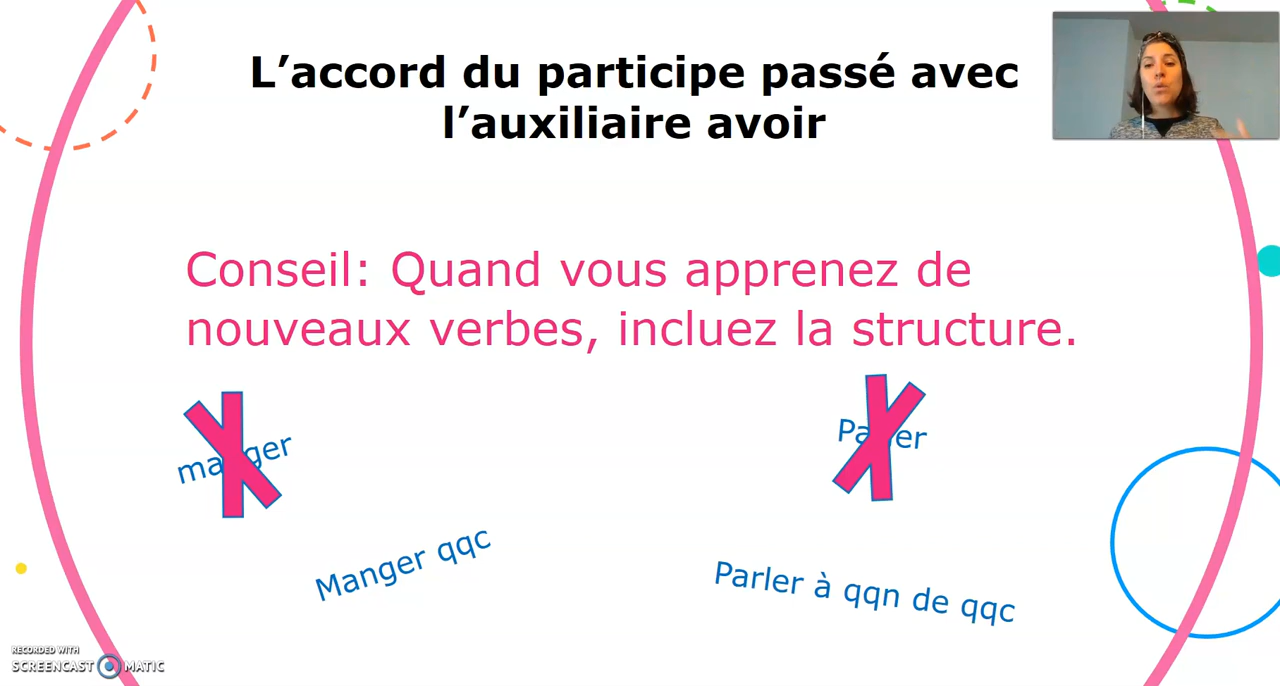 L’accord du participe passé avec
l’auxiliaire avoir
Conseil: Quand vous apprenez de
nouveaux verbes, incluez la structure.
manger
Parler
Manger qqc
Parler à qqn de qqc
RECORDED WITH
SCREENCAST MATIC